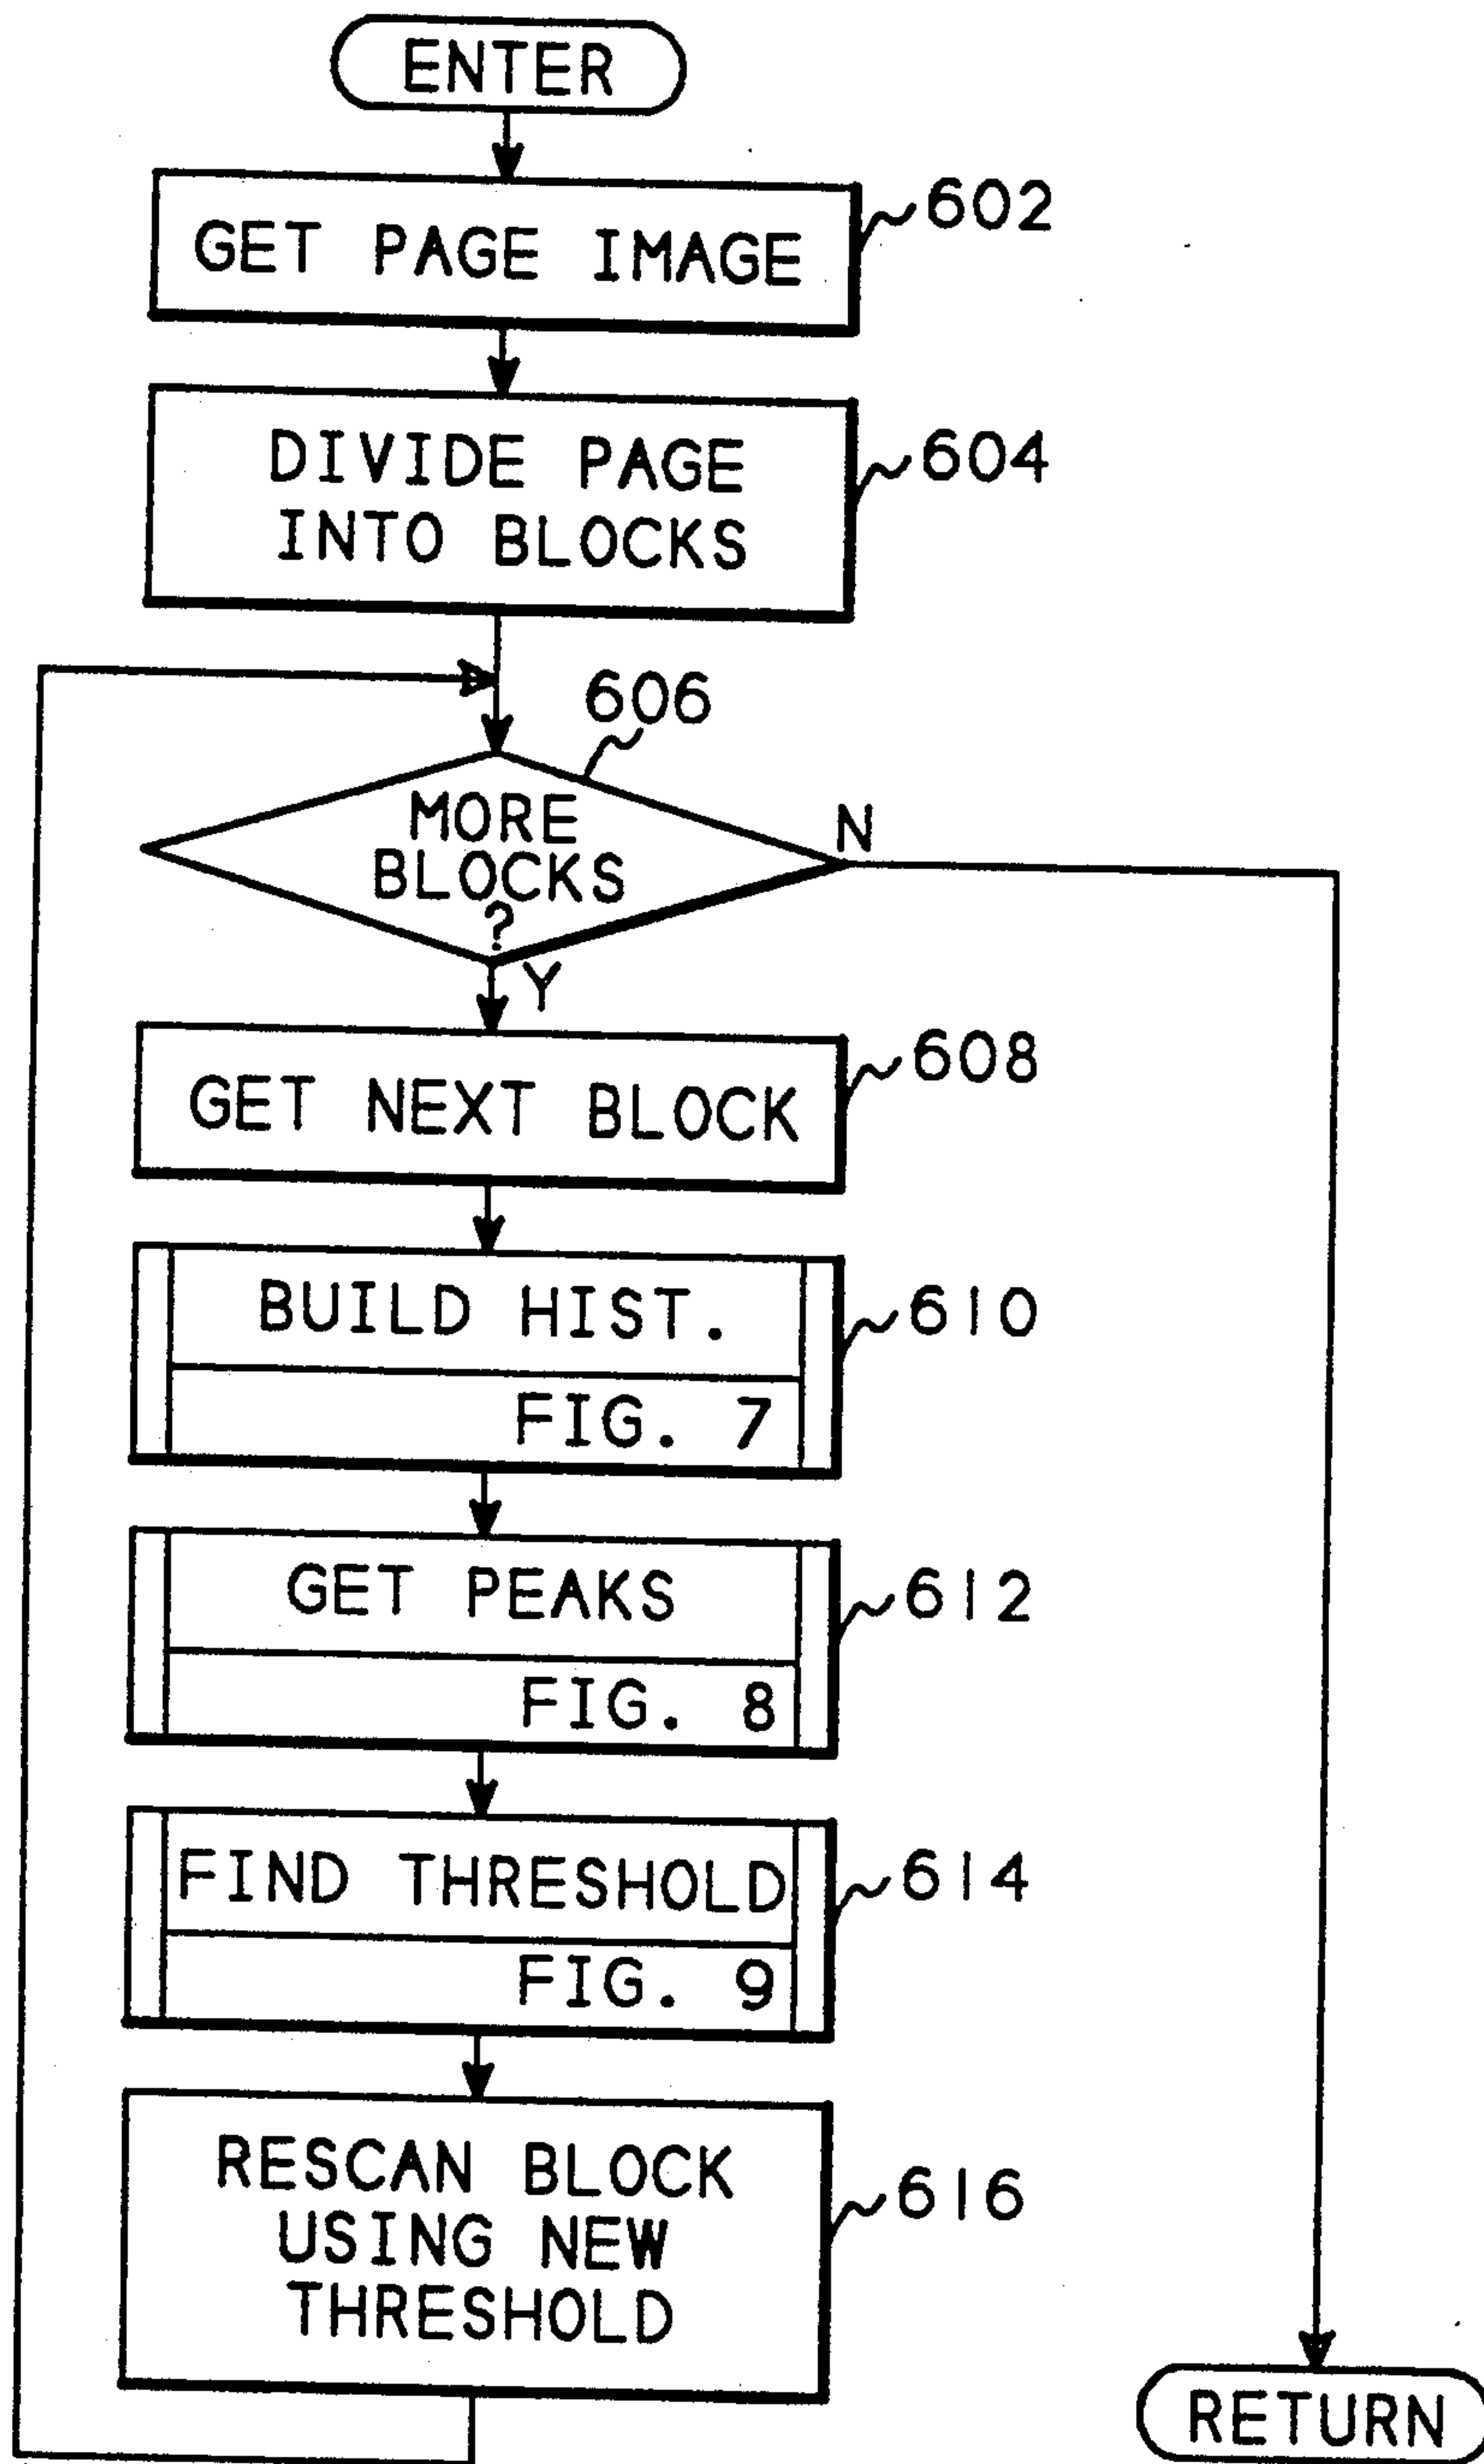 ENTER
GET PAGE IMAGE
602
DIVIDE PAGE
INTO BLOCKS
604
606
MORE
BLOCKS
?
N
Y
GET NEXT BLOCK
608
BUILD HIST.
FIG. 7
610
GET PEAKS
FIG. 8
612
FIND THRESHOLD
FIG. 9
614
RESCAN BLOCK
USING NEW
THRESHOLD
616
RETURN